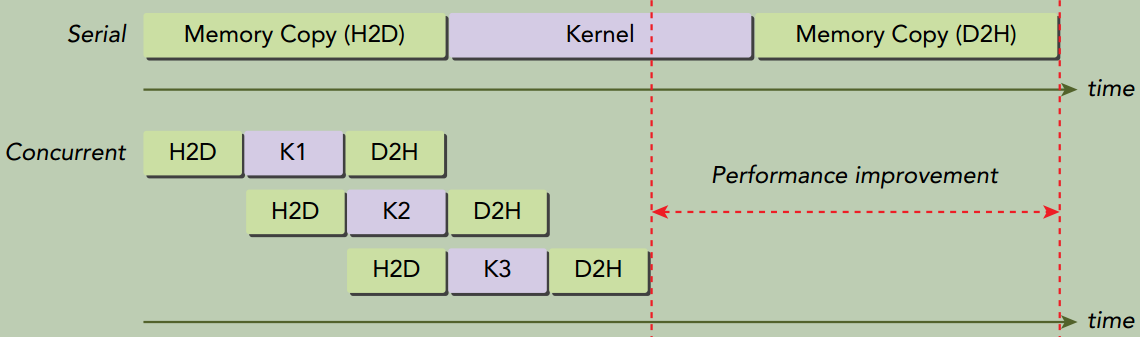 Serial Memory Copy (H2D) Kernel Memory Copy (D2H)
time
Concurrent H2D K1 D2H
Performance improvement
H2D K2 D2H
H2D K3 D2H
time